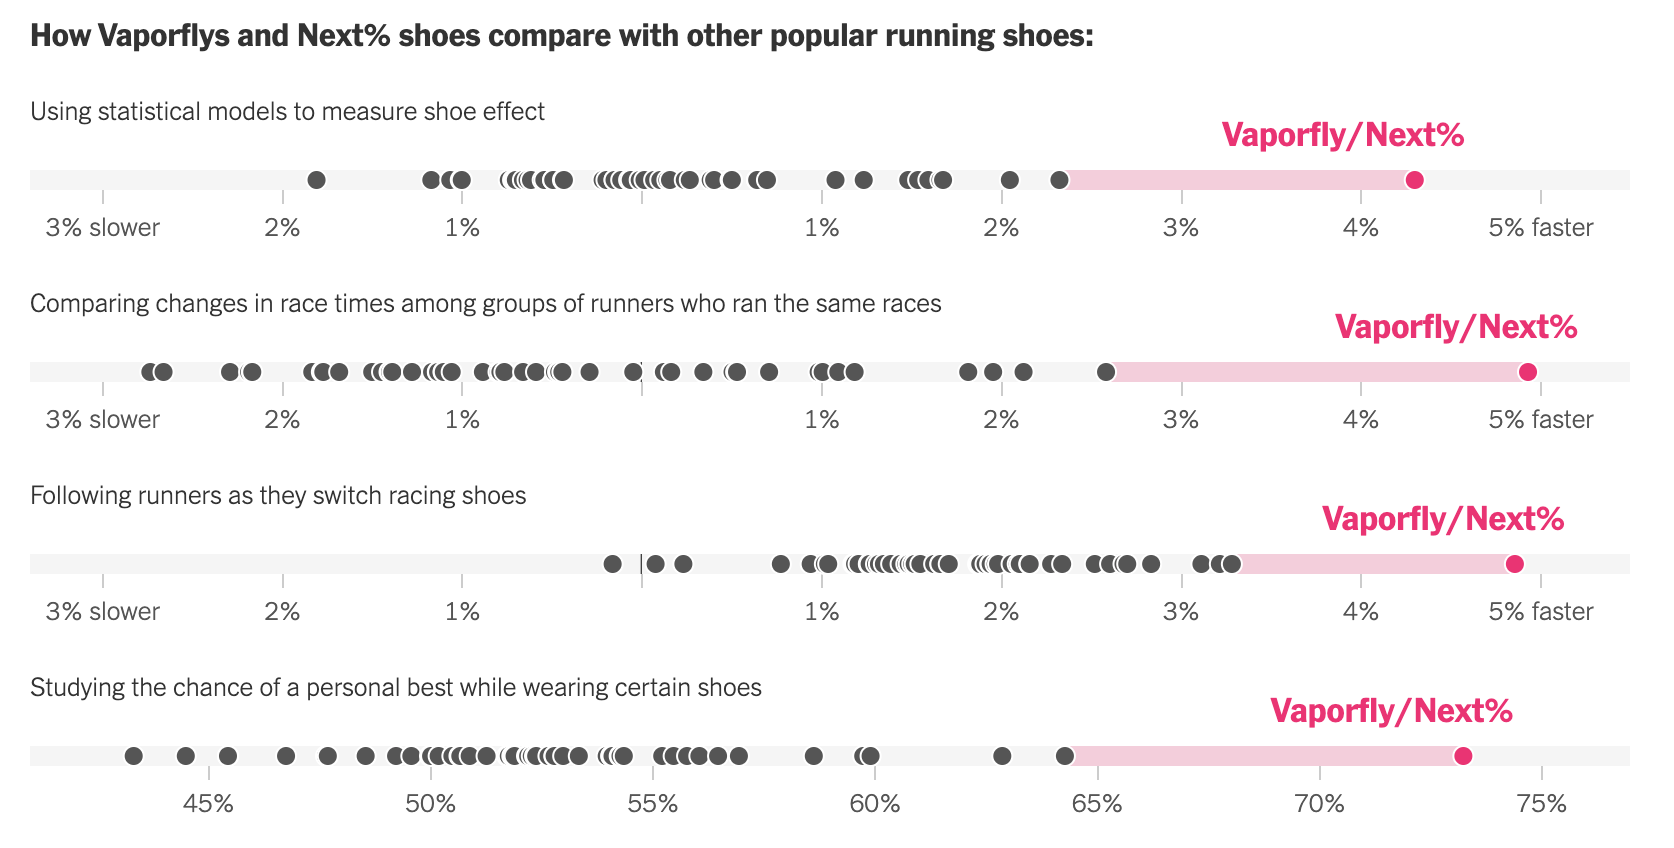 How Vaporflys and Next% shoes compare with other popular running shoes:
Using statistical models to measure shoe effect
Vaporfly/Next%
3% slower 2% 1% 1% 2% 3% 4% 5% faster
Comparing changes in race times among groups of runners who ran the same races
Vaporfly/Next%
3% slower 2% 1% 1% 2% 3% 4% 5% faster
Following runners as they switch racing shoes
Vaporfly/Next%
3% slower 2% 1% 1% 2% 3% 4% 5% faster
Studying the chance of a personal best while wearing certain shoes
Vaporfly/Next%
45% 50% 55% 60% 65% 70% 75%